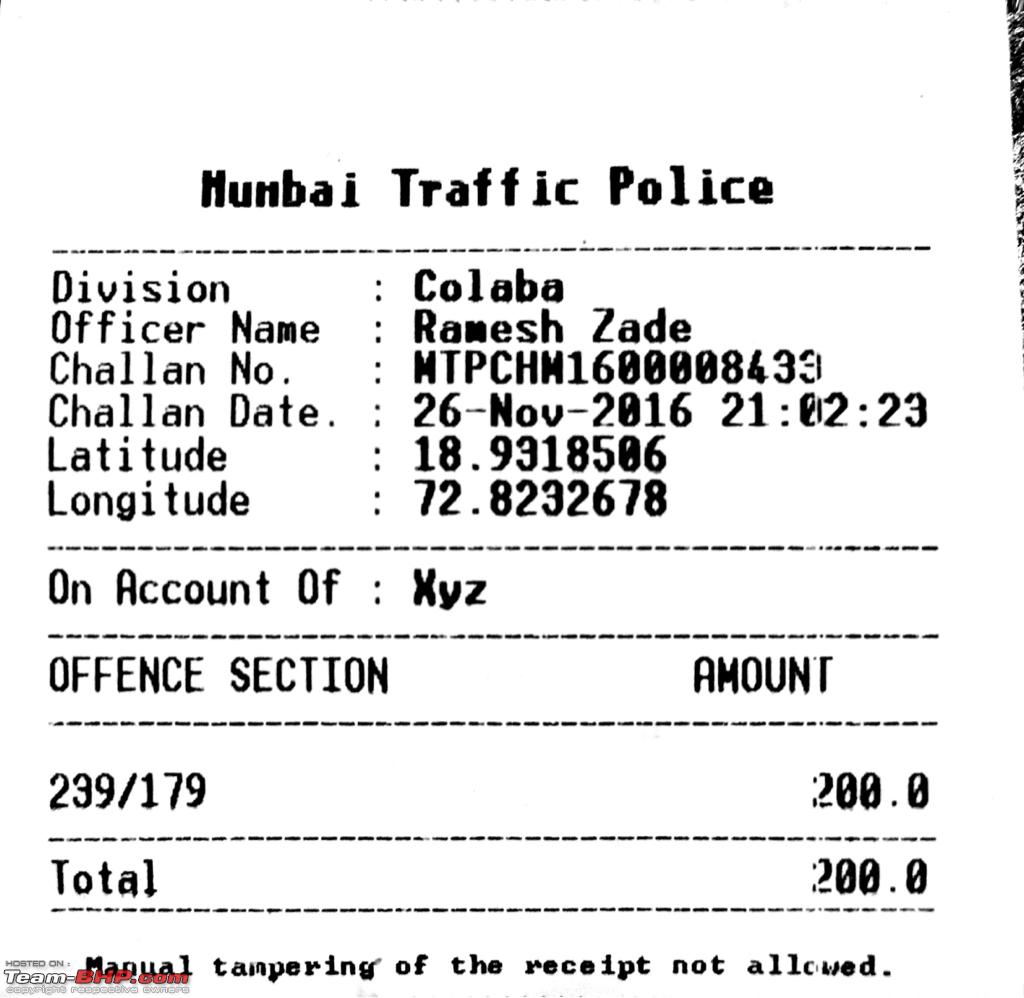 Mumbai Traffic Police
Division : Colaba
Officer Name : Ramesh Zade
Challan No. : MTPCHM1600008433
Challan Date. : 26-Nov-2016 21:02:23
Latitude : 18.9318506
Longitude : 72.8232678
On Account Of : Xyz
OFFENCE SECTION AMOUNT
239/179 200.0
Total 200.0
Manual tampering of the receipt not allowed.
HOSTED ON :
Team-BHP.com
copyright respective owners